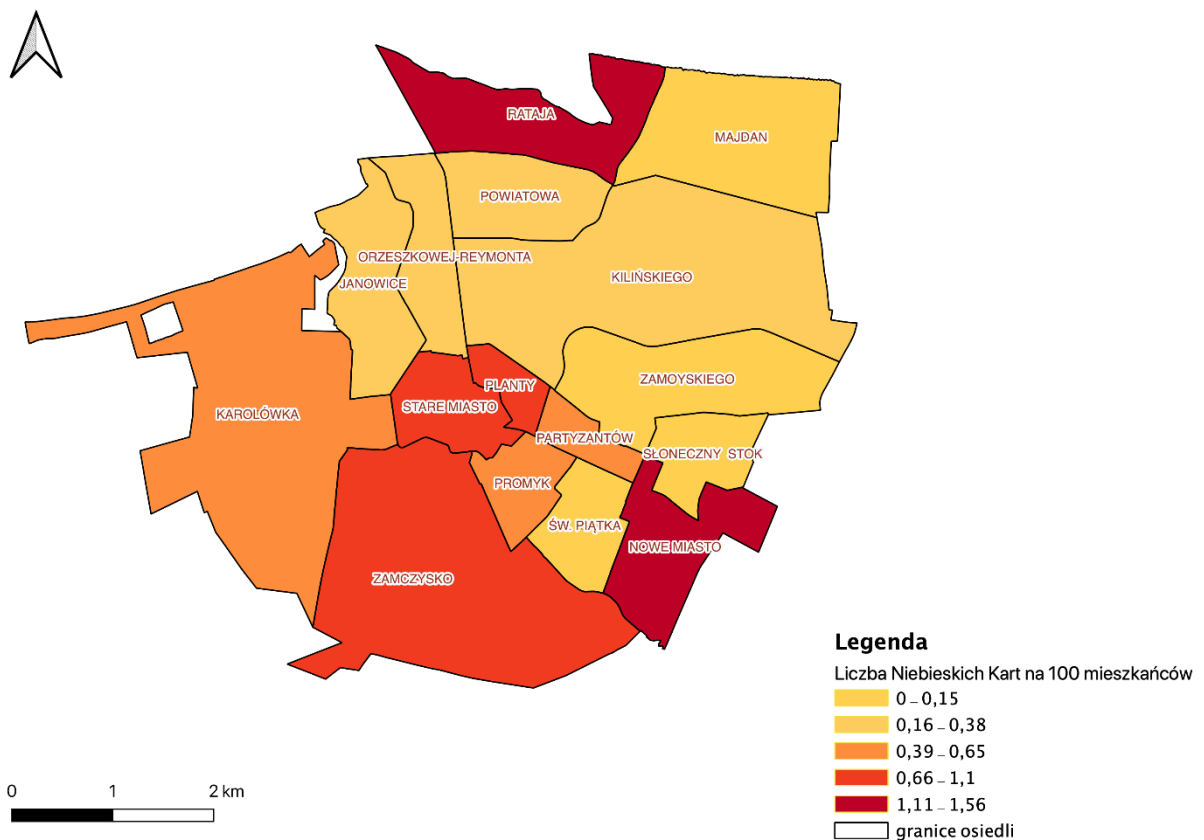 RATAJA
MAJDAN
POWIATOWA
ORZESZKOWEJ-REYMONTA
KILIŃSKIEGO
JANOWICE
ZAMOYSKIEGO
PLANTY
STARE MIASTO
KAROLÓWKA
PARTYZANTÓW
SŁONECZNY STOK
PROMYK
ŚW. PIĄTKA
NOWE MIASTO
ZAMCZYSKO
Legenda
Liczba Niebieskich Kart na 100 mieszkańców
0 – 0,15
0,16 – 0,38
0,39 – 0,65
0,66 – 1,1
1,11 – 1,56
granice osiedli
0 1 2 km